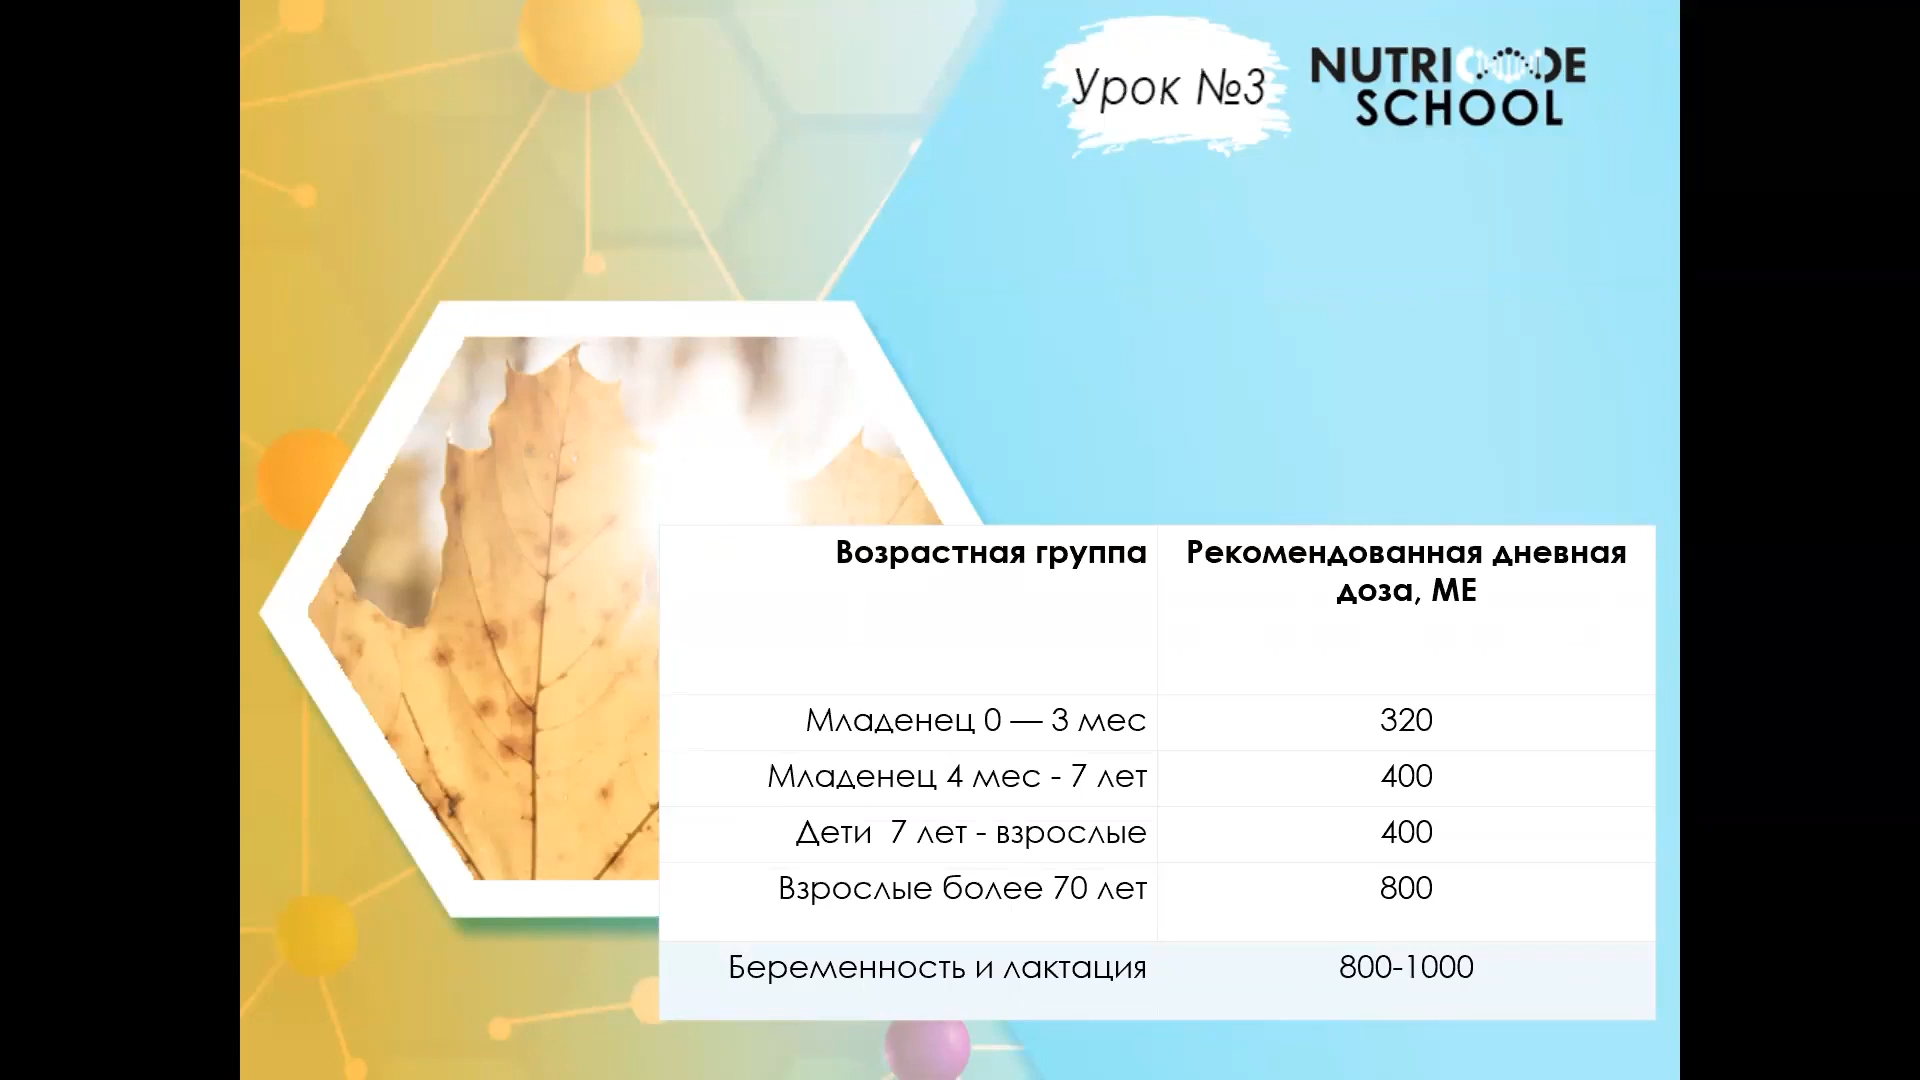 Урок №3
NUTRICODE
SCHOOL
Возрастная группа
Рекомендованная дневная
доза, МЕ
Младенец 0 — 3 мес
320
Младенец 4 мес - 7 лет
400
Дети 7 лет - взрослые
400
Взрослые более 70 лет
800
Беременность и лактация
800-1000